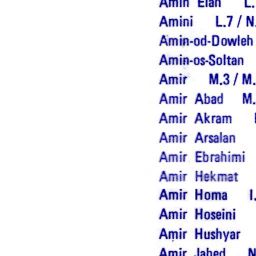 Amin Elah L.
Amini L.7 / N.
Amin-od-Dowleh
Amin-os-Soltan
Amir M.3 / M.
Amir Abad M.
Amir Akram
Amir Arsalan
Amir Ebrahimi
Amir Hekmat
Amir Homa I.
Amir Hoseini
Amir Hushyar
Amir Jahed N